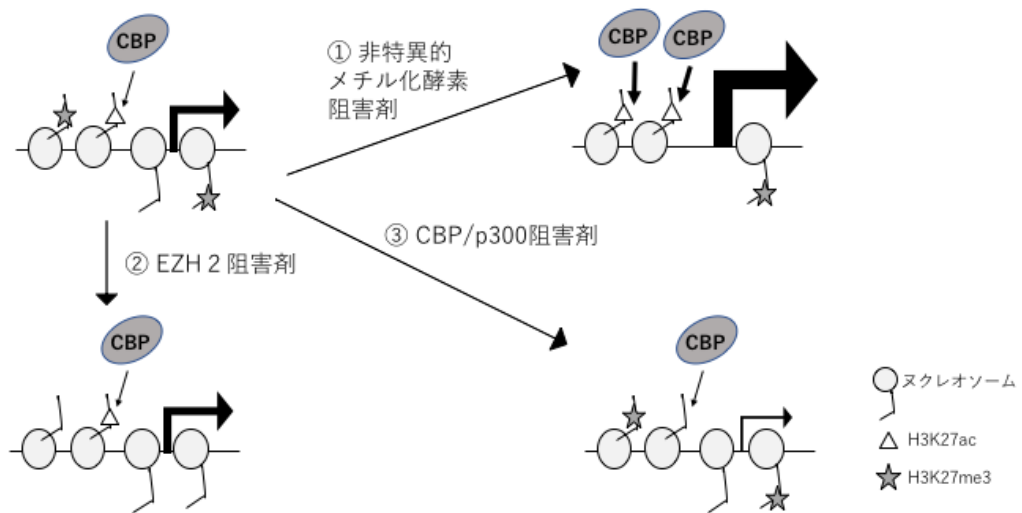 CBP
CBP
CBP
① 非特異的
メチル化酵素
阻害剤
③ CBP/p300阻害剤
② EZH 2 阻害剤
CBP
CBP
ヌクレオソーム
H3K27ac
H3K27me3